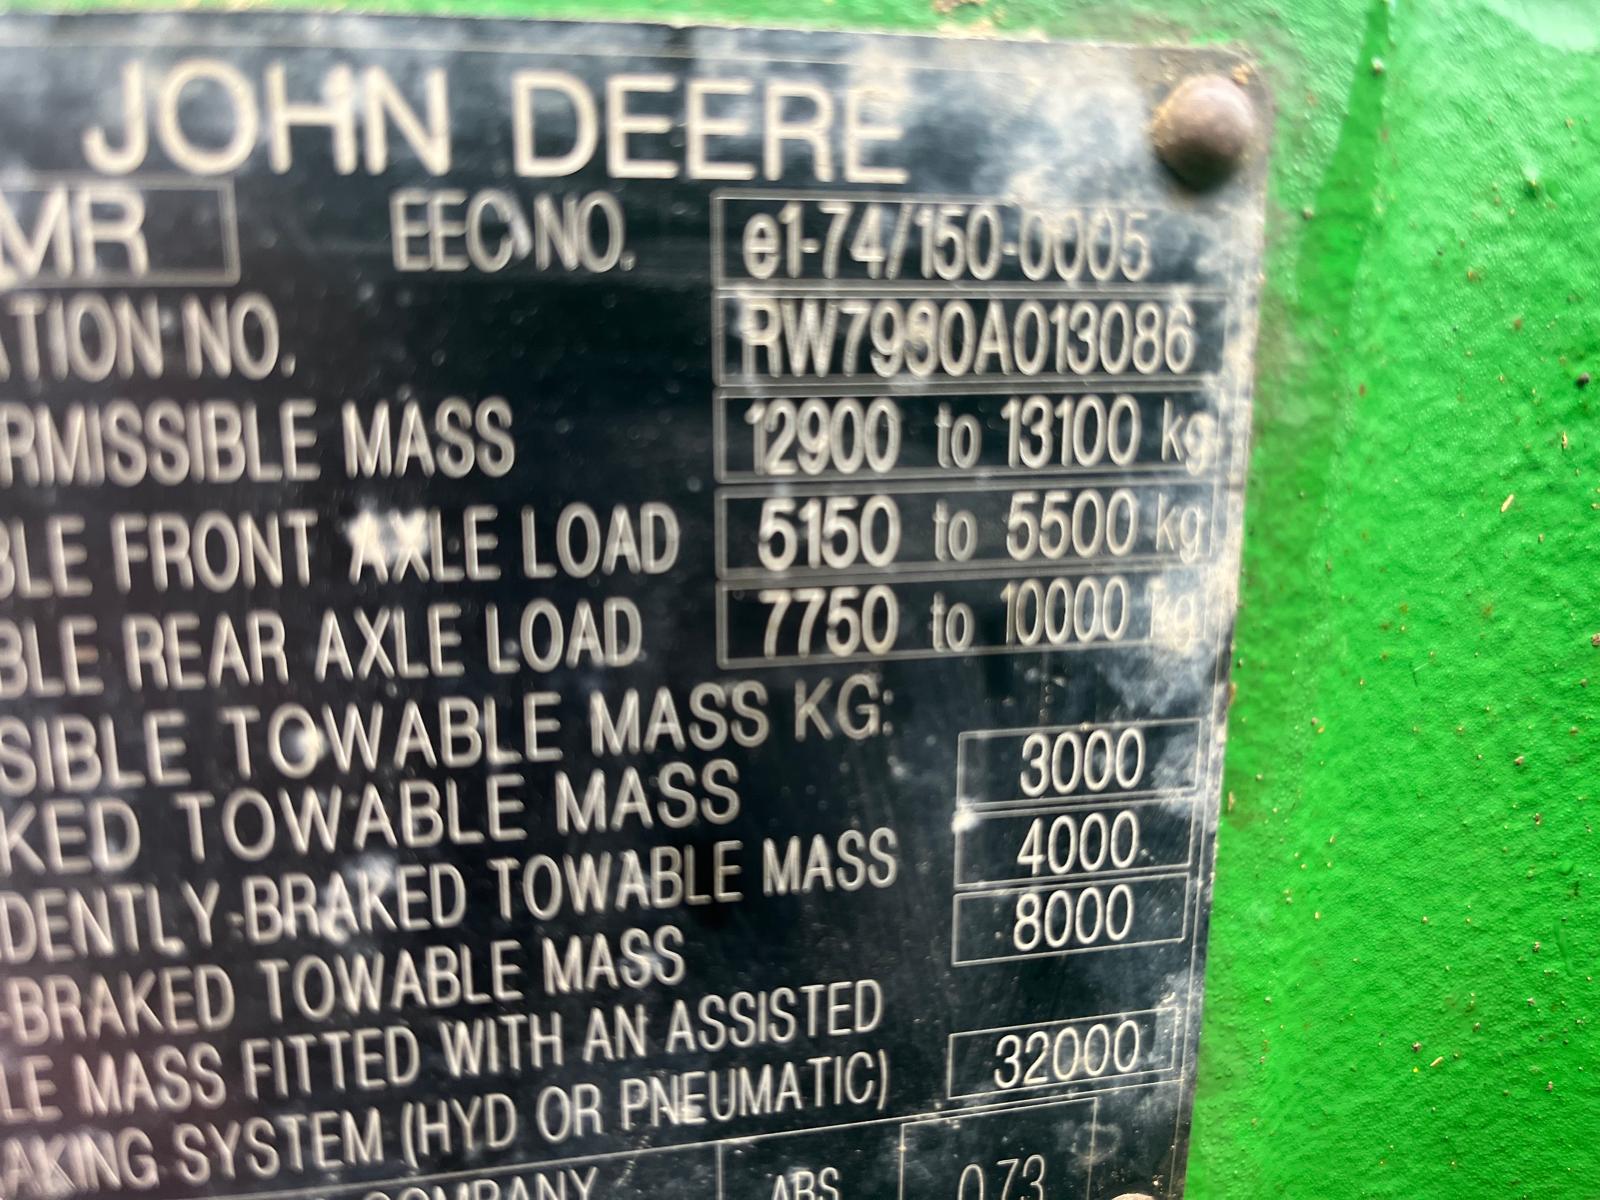 JOHN DEERE
MR EEC NO. e1-74/150-0005
ATION NO. RW7930A013086
RMISSIBLE MASS 12900 to 13100 kg
BLE FRONT AXLE LOAD 5150 to 5500 kg
BLE REAR AXLE LOAD 7750 to 10000 kg
SIBLE TOWABLE MASS KG:
KED TOWABLE MASS 3000
DENTLY-BRAKED TOWABLE MASS 4000
-BRAKED TOWABLE MASS 8000
LE MASS FITTED WITH AN ASSISTED
AKING SYSTEM (HYD OR PNEUMATIC) 32000
COMPANY ABS 0,73